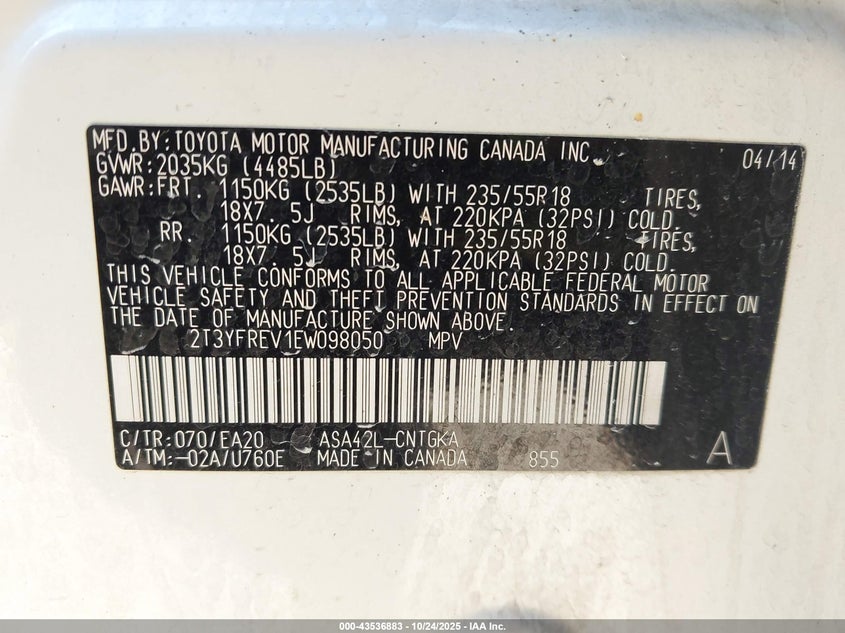 MFD.BY:TOYOTA MOTOR MANUFACTURING CANADA INC. 04/14
GVWR:2035KG (4485LB)
GAWR:FRT. 1150KG (2535LB) WITH 235/55R18 TIRES,
18X7. 5J RIMS, AT 220KPA (32PSI) COLD.
RR. 1150KG (2535LB) WITH 235/55R18 TIRES,
18X7. 5J RIMS, AT 220KPA (32PSI) COLD.
THIS VEHICLE CONFORMS TO ALL APPLICABLE FEDERAL MOTOR
VEHICLE SAFETY AND THEFT PREVENTION STANDARDS IN EFFECT ON
THE DATE OF MANUFACTURE SHOWN ABOVE.
2T3YFREV1EW098050 MPV
C/TR:070/EA20 ASA42L-CNTGKA
A/TM:-02A/U760E MADE IN CANADA 855 A
000-43536883 - 10/24/2025 - IAA Inc.